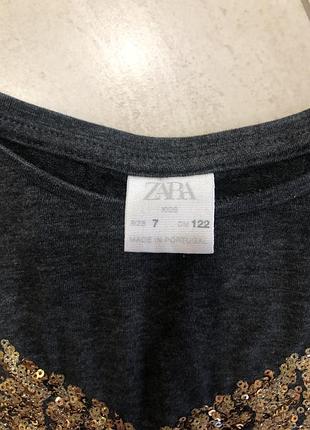 ZARA
KIDS
SIZE 7 CM 122
MADE IN PORTUGAL